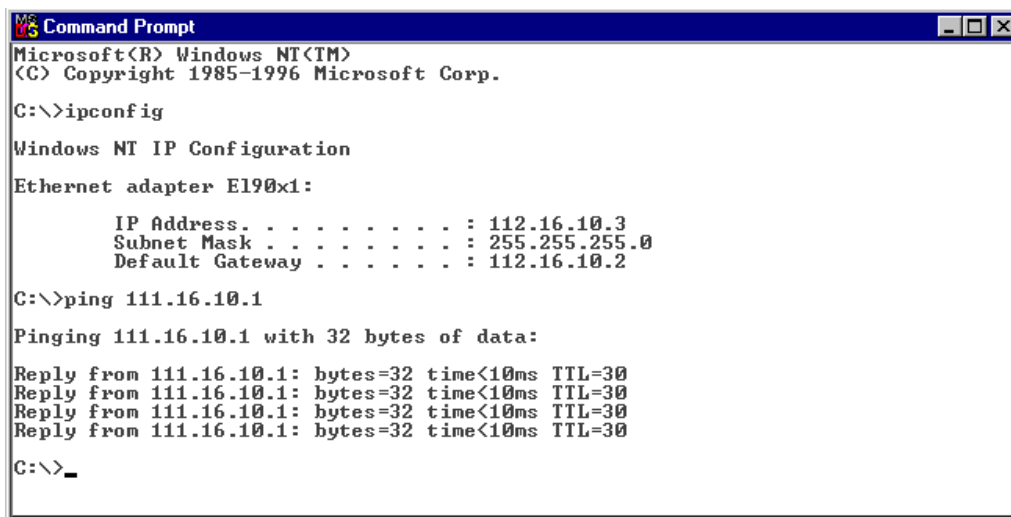 Command Prompt
Microsoft(R) Windows NT(TM)
(C) Copyright 1985-1996 Microsoft Corp.
C:\>ipconfig
Windows NT IP Configuration
Ethernet adapter El90x1:
IP Address. . . . . . . . . : 112.16.10.3
Subnet Mask . . . . . . . . : 255.255.255.0
Default Gateway . . . . . . : 112.16.10.2
C:\>ping 111.16.10.1
Pinging 111.16.10.1 with 32 bytes of data:
Reply from 111.16.10.1: bytes=32 time<10ms TTL=30
Reply from 111.16.10.1: bytes=32 time<10ms TTL=30
Reply from 111.16.10.1: bytes=32 time<10ms TTL=30
Reply from 111.16.10.1: bytes=32 time<10ms TTL=30
C:\>_